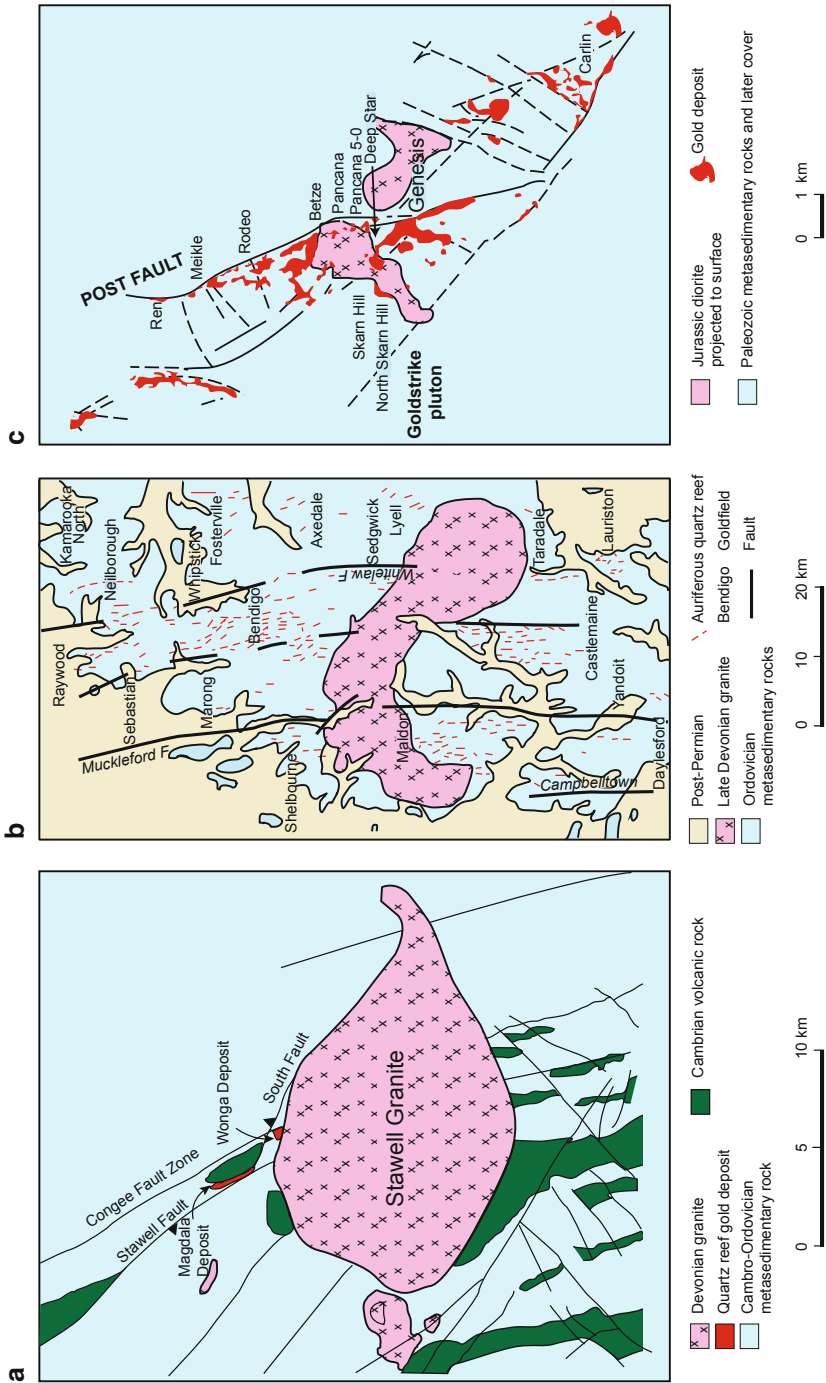 a
Congee Fault Zone
Stawell Fault
Magdala
Deposit
Wonga Deposit
South Fault
Stawell Granite
Devonian granite
Quartz reef gold deposit
Cambro-Ordovician
metasedimentary rock
Cambrian volcanic rock
0 5 10 km
b
Raywood
Kamarooka
North
Neilborough
Sebastian
Whipstick
Fosterville
Muckleford F
Marong
Bendigo
Axedale
Shelbourne
Whitelaw F
Sedgwick
Lyell
Maldon
Taradale
Castlemaine
Lauriston
Campbelltown
Yandoit
Daylesford
Post-Permian
Late Devonian granite
Ordovician
metasedimentary rocks
Auriferous quartz reef
Bendigo Goldfield
Fault
0 10 20 km
c
POST FAULT
Ren
Meikle
Rodeo
Betze
Pancana
Pancana 5-0
Deep Star
Genesis
Skarn Hill
North Skarn Hill
Goldstrike
pluton
Carlin
Jurassic diorite
projected to surface
Paleozoic metasedimentary rocks and later cover
Gold deposit
0 1 km